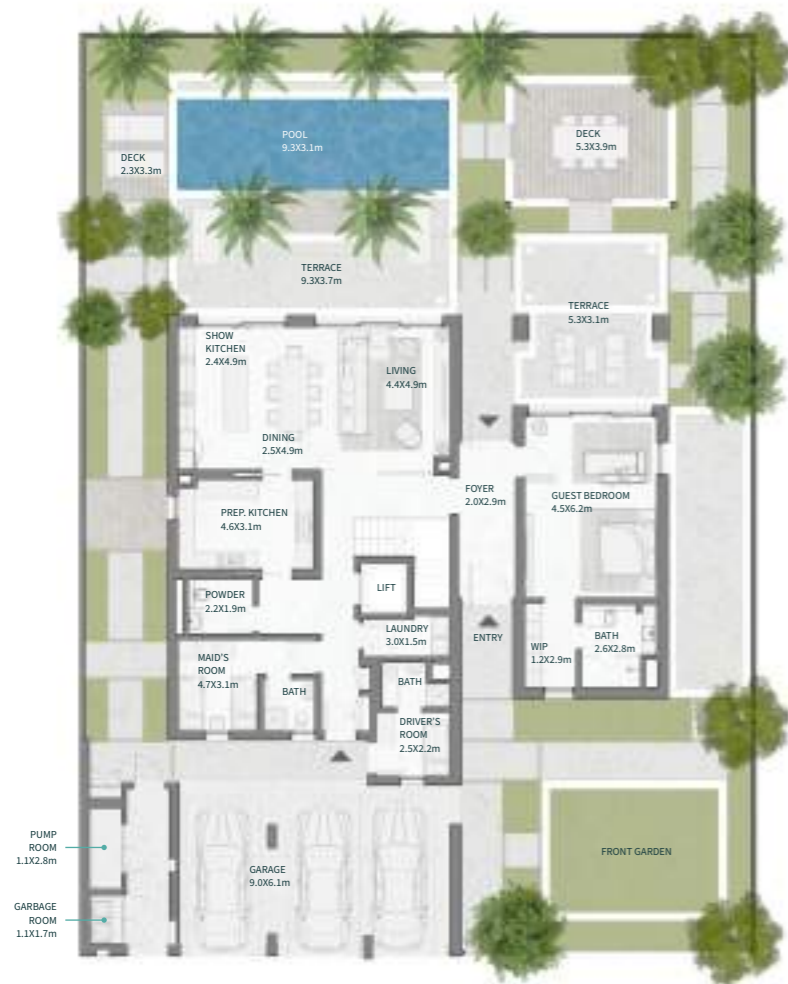 POOL
9.3X3.1m
DECK
5.3X3.9m
DECK
2.3X3.3m
TERRACE
9.3X3.7m
TERRACE
5.3X3.1m
SHOW
KITCHEN
2.4X4.9m
LIVING
4.4X4.9m
DINING
2.5X4.9m
FOYER
2.0X2.9m
GUEST BEDROOM
4.5X6.2m
PREP. KITCHEN
4.6X3.1m
LIFT
POWDER
2.2X1.9m
LAUNDRY
3.0X1.5m
ENTRY
WIP
1.2X2.9m
BATH
2.6X2.8m
MAID'S
ROOM
4.7X3.1m
BATH
BATH
DRIVER'S
ROOM
2.5X2.2m
PUMP
ROOM
1.1X2.8m
GARAGE
9.0X6.1m
FRONT GARDEN
GARBAGE
ROOM
1.1X1.7m